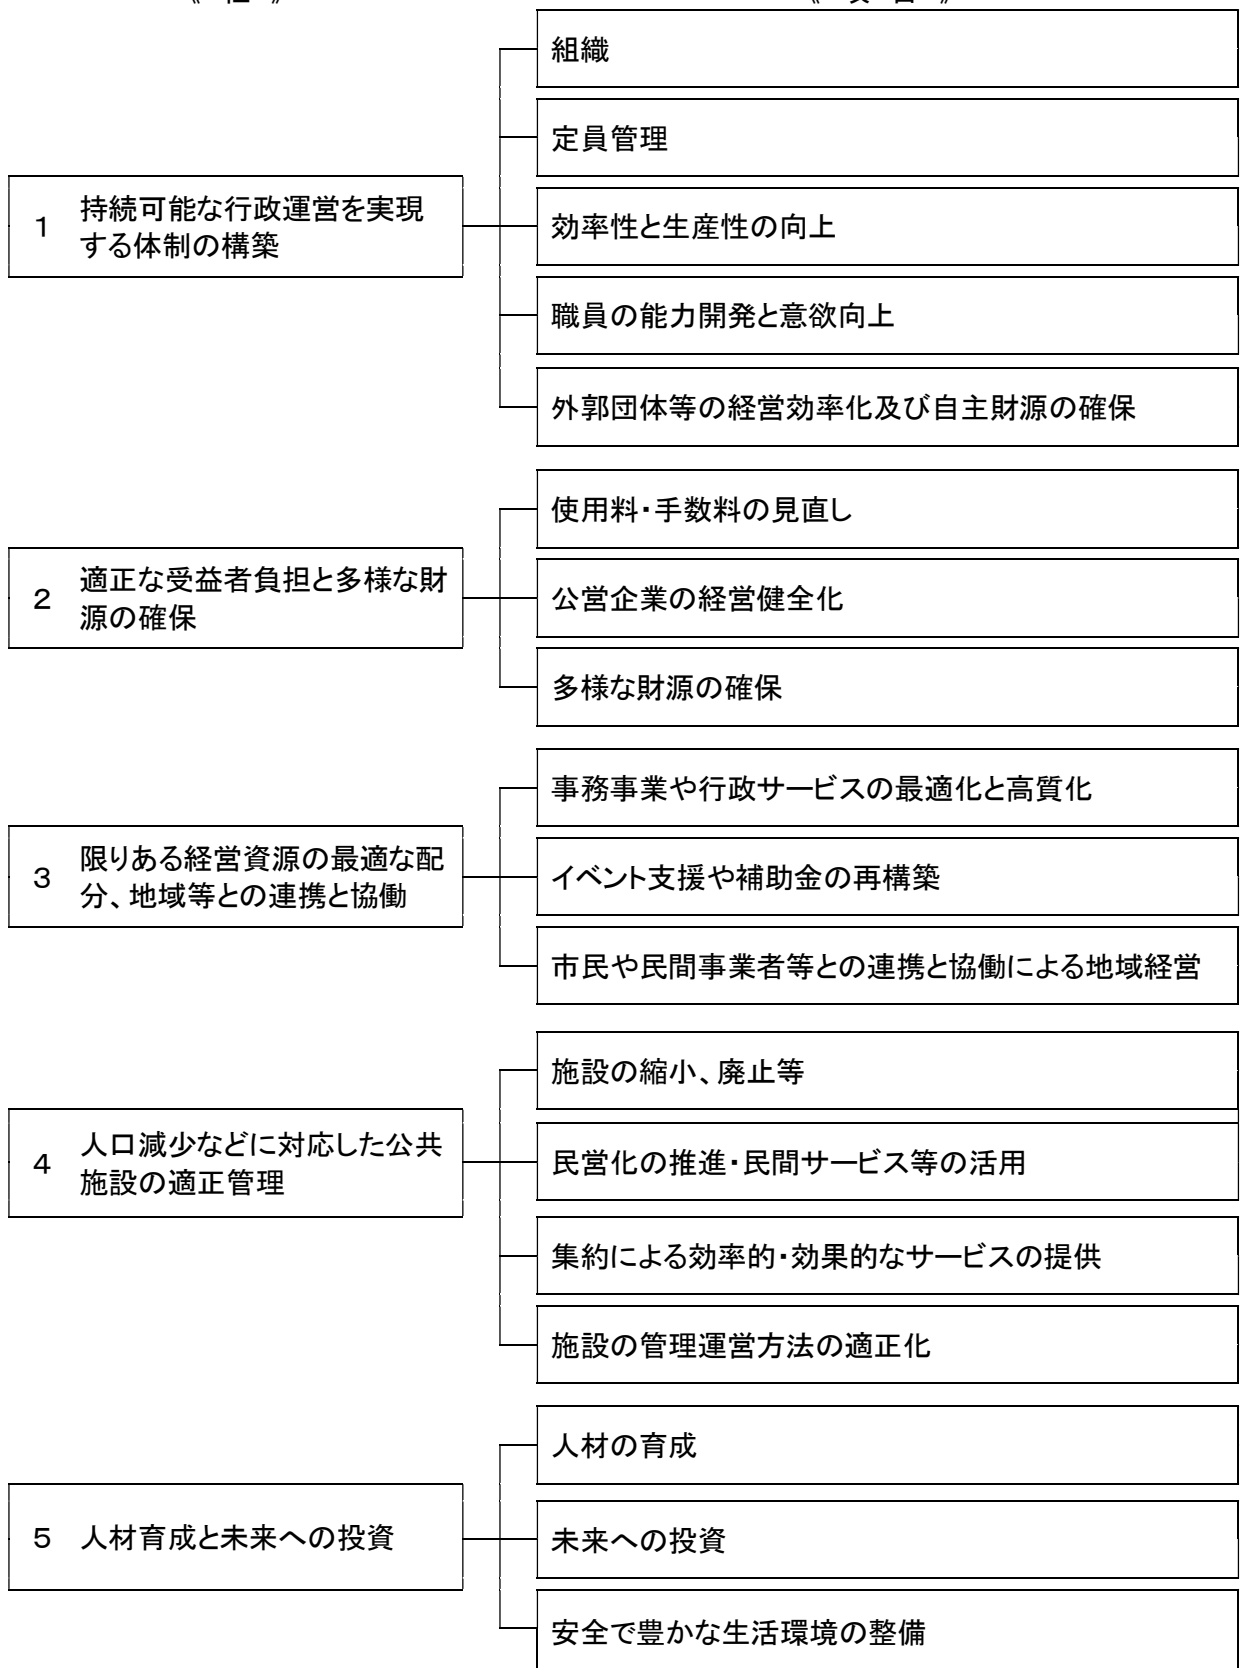 組織
定員管理
1 持続可能な行政運営を実現
する体制の構築
効率性と生産性の向上
職員の能力開発と意欲向上
外郭団体等の経営効率化及び自主財源の確保
使用料・手数料の見直し
2 適正な受益者負担と多様な財
源の確保
公営企業の経営健全化
多様な財源の確保
事務事業や行政サービスの最適化と高質化
3 限りある経営資源の最適な配
分、地域等との連携と協働
イベント支援や補助金の再構築
市民や民間事業者等との連携と協働による地域経営
施設の縮小、廃止等
4 人口減少などに対応した公共
施設の適正管理
民営化の推進・民間サービス等の活用
集約による効率的・効果的なサービスの提供
施設の管理運営方法の適正化
人材の育成
5 人材育成と未来への投資
未来への投資
安全で豊かな生活環境の整備